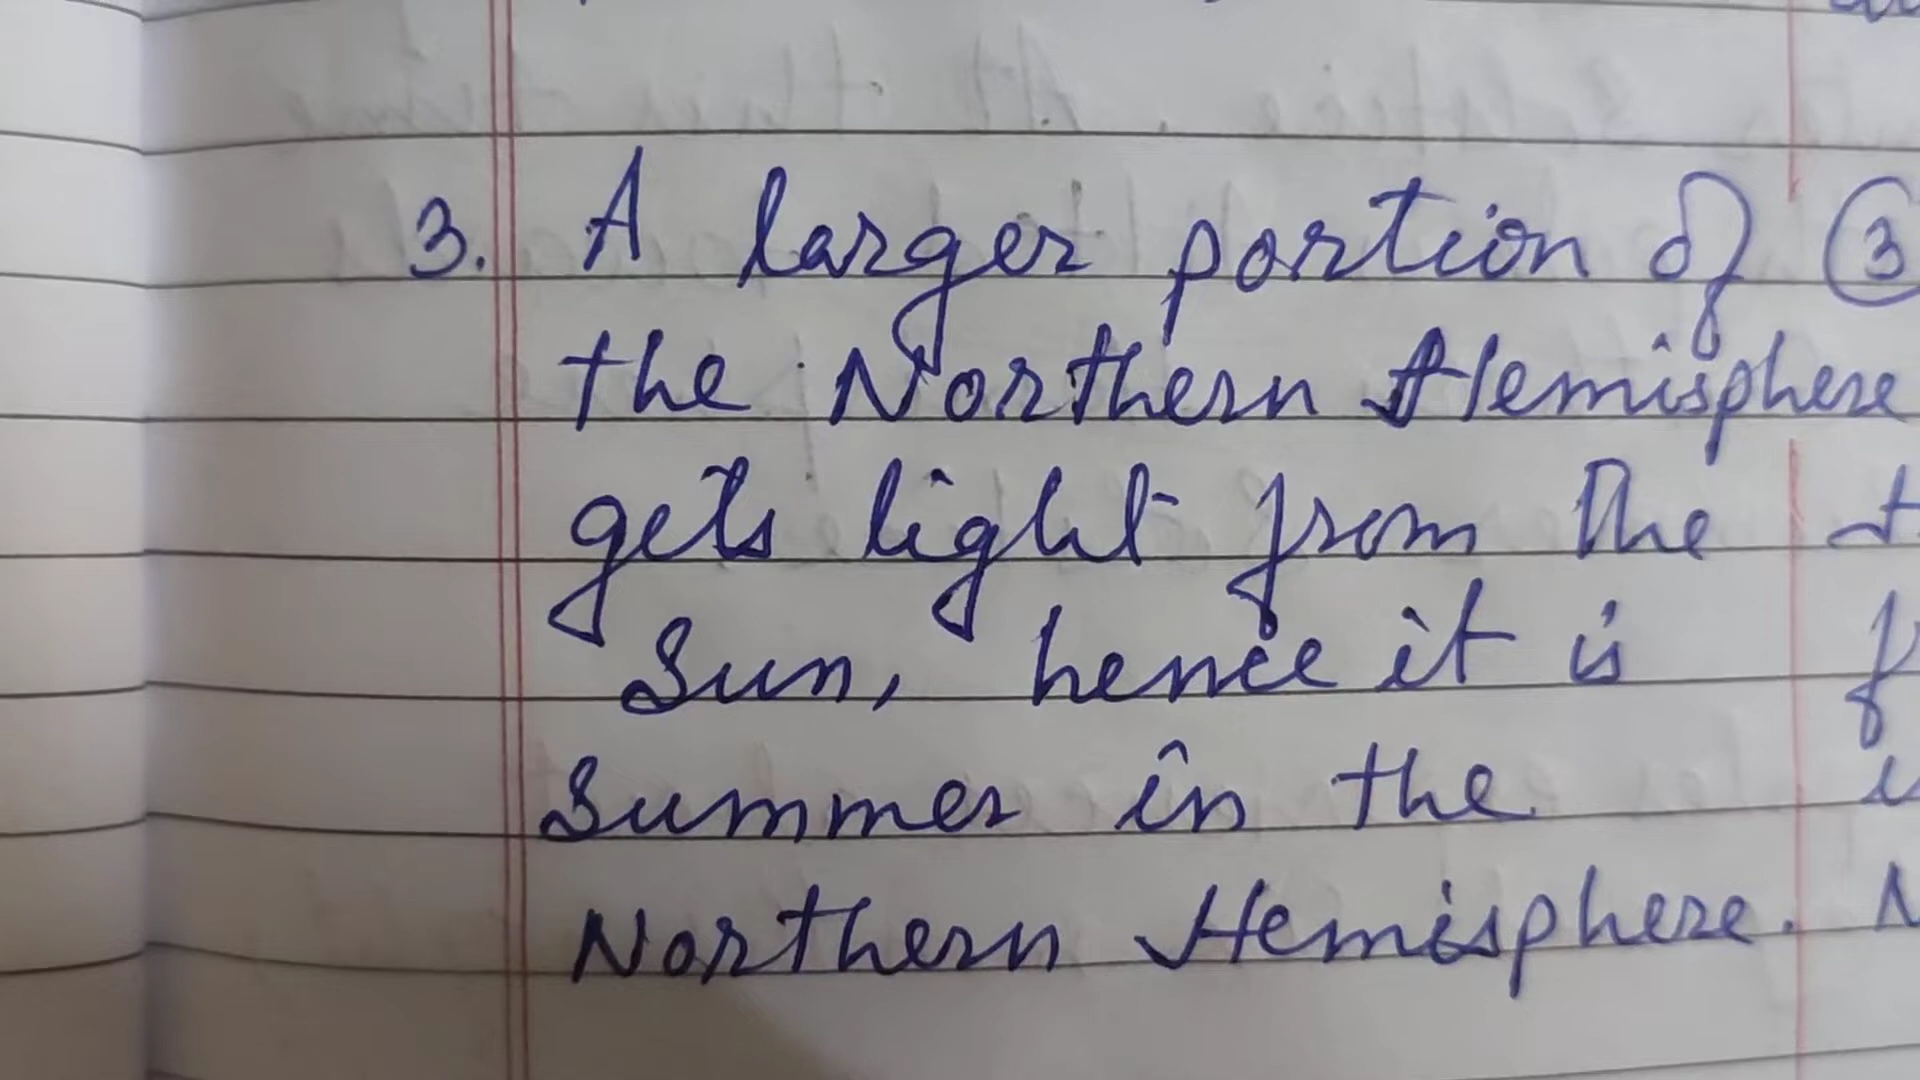 3. A larger portion of ③
the Northern Hemisphere
gets light from the
Sun, hence it is
Summer in the
Northern Hemisphere.